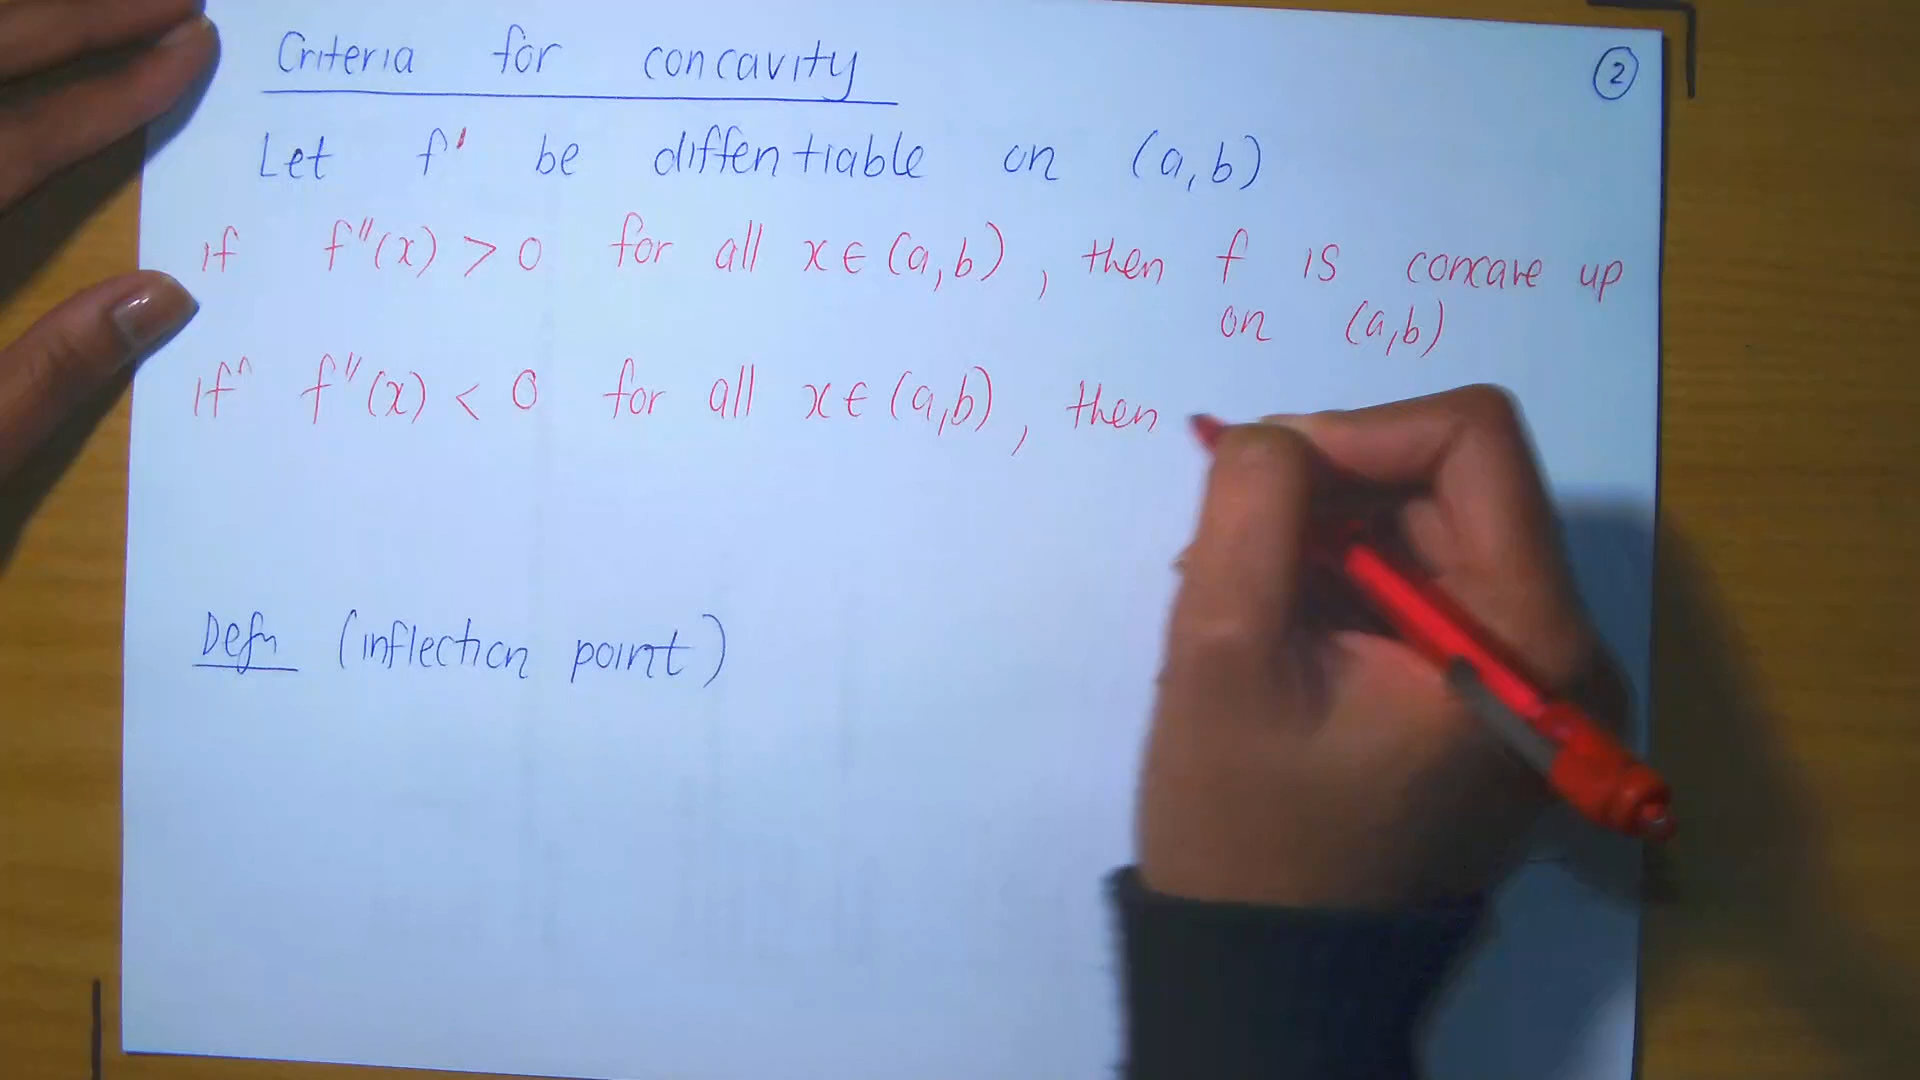 Criteria for concavity
2
Let f' be diffentiable on (a,b)
If f''(x) > 0 for all x ∈ (a,b), then f is concave up
on (a,b)
If f''(x) < 0 for all x ∈ (a,b), then
Defn (inflection point)